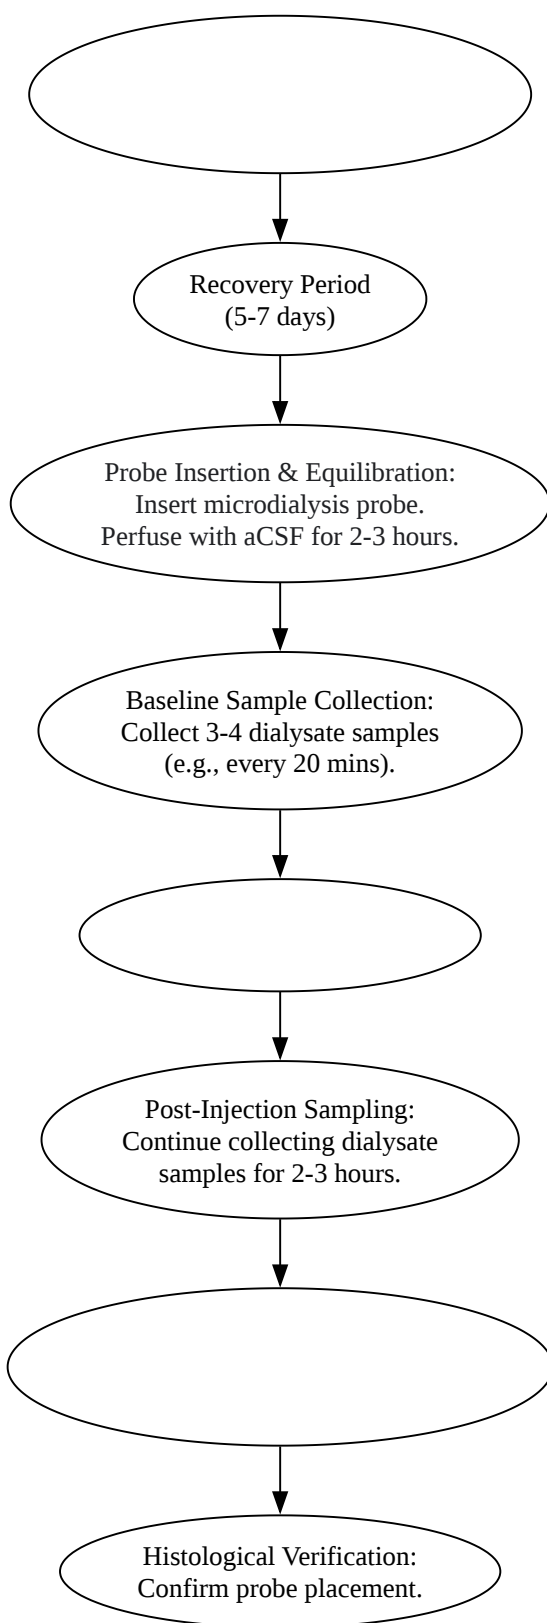 Recovery Period
(5-7 days)
Probe Insertion & Equilibration:
Insert microdialysis probe.
Perfuse with aCSF for 2-3 hours.
Baseline Sample Collection:
Collect 3-4 dialysate samples
(e.g., every 20 mins).
Post-Injection Sampling:
Continue collecting dialysate
samples for 2-3 hours.
Histological Verification:
Confirm probe placement.